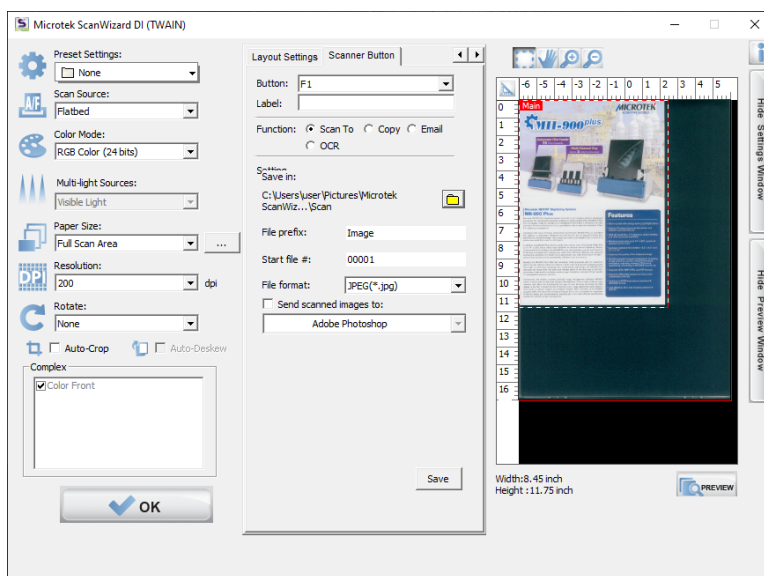 Microtek ScanWizard DI (TWAIN)
Preset Settings:
None
Scan Source:
Flatbed
Color Mode:
RGB Color (24 bits)
Multi-light Sources:
Visible Light
Paper Size:
Full Scan Area
...
Resolution:
200
dpi
Rotate:
None
Auto-Crop
Auto-Deskew
Complex
Color Front
OK
Layout Settings
Scanner Button
Button: F1
Label:
Function: Scan To Copy Email
OCR
Setting
Save in:
C:\Users\user\Pictures\Microtek
ScanWiz...\Scan
File prefix: Image
Start file #: 00001
File format: JPEG(*.jpg)
Send scanned images to:
Adobe Photoshop
Save
-6 -5 -4 -3 -2 -1 0 1 2 3 4 5
0
1
2
3
4
5
6
7
8
9
10
11
12
13
14
15
16
Main
MICROTEK
MII-900 plus
MII-900 Plus
Features
Width:8.45 inch
Height :11.75 inch
PREVIEW
Hide Settings Window
Hide Preview Window